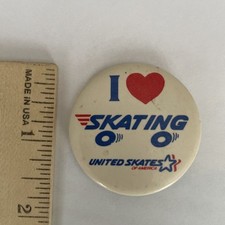 MADE IN USA
1
2
I ♥
SKATING
UNITED SKATES
OF AMERICA